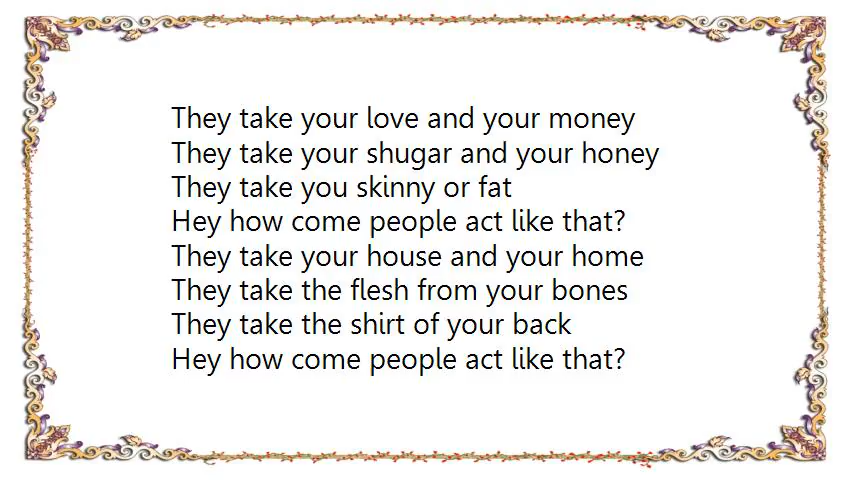 They take your love and your money
They take your shugar and your honey
They take you skinny or fat
Hey how come people act like that?
They take your house and your home
They take the flesh from your bones
They take the shirt of your back
Hey how come people act like that?